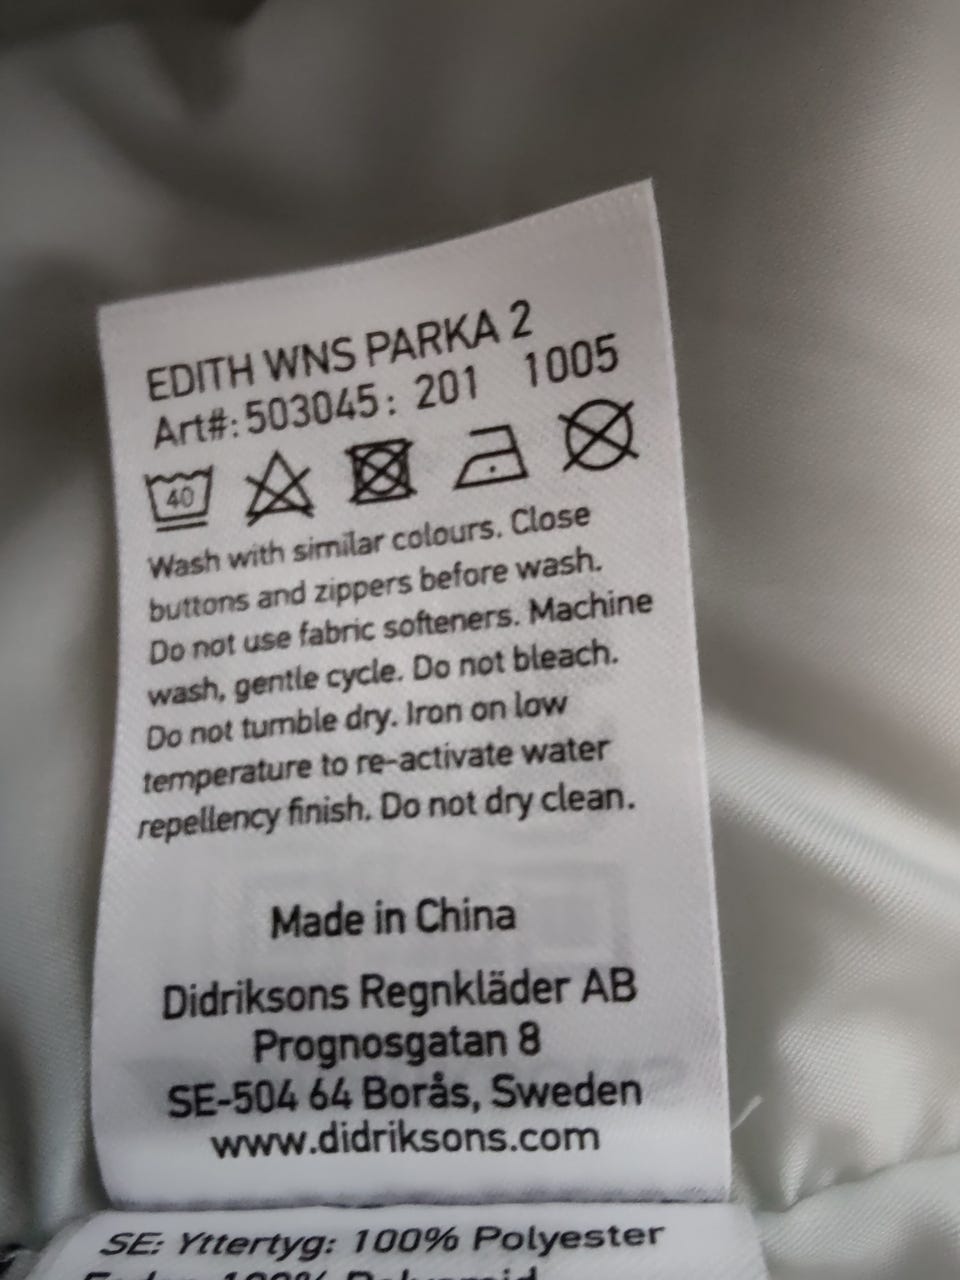 EDITH WNS PARKA 2
Art#: 503045: 201 1005
40
Wash with similar colours. Close
buttons and zippers before wash.
Do not use fabric softeners. Machine
wash, gentle cycle. Do not bleach.
Do not tumble dry. Iron on low
temperature to re-activate water
repellency finish. Do not dry clean.
Made in China
Didriksons Regnkläder AB
Prognosgatan 8
SE-504 64 Borås, Sweden
www.didriksons.com
SE: Yttertyg: 100% Polyester
100%